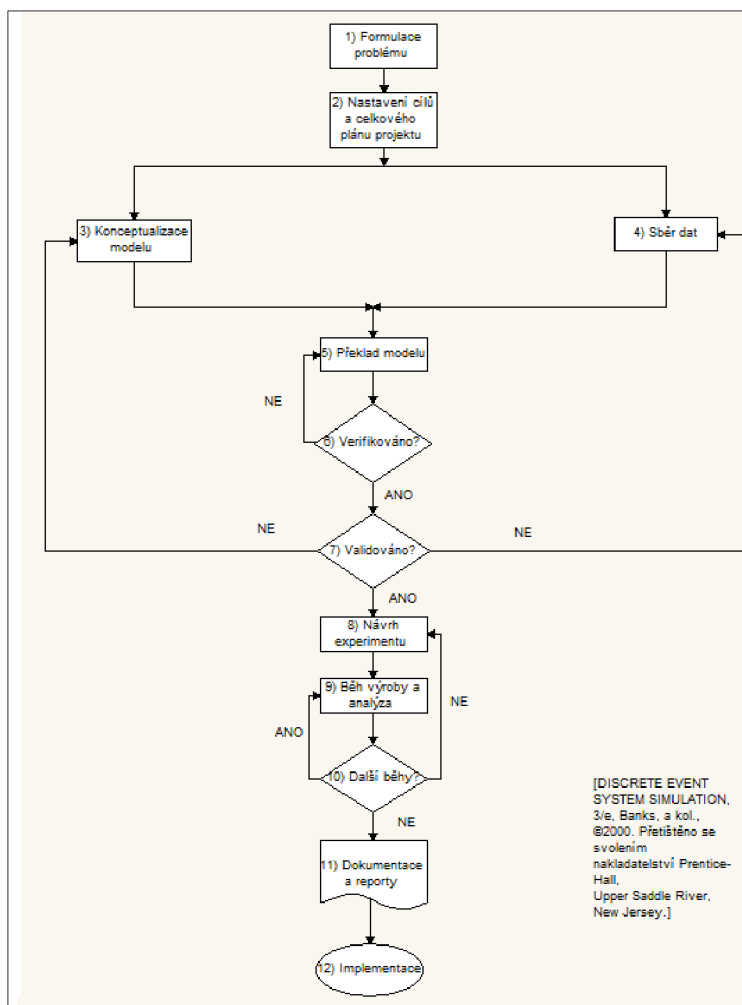 1) Formulace
problému
2) Nastavení cílů
a celkového
plánu projektu
3) Konceptualizace
modelu
4) Sběr dat
5) Překlad modelu
NE
6) Verifikováno?
ANO
NE
NE
7) Validováno?
ANO
8) Návrh
experimentu
9) Běh výroby a
analýza
NE
ANO
10) Další běhy?
NE
[DISCRETE EVENT
SYSTEM SIMULATION,
3/e, Banks, a kol.,
©2000. Přetištěno se
svolením
nakladatelství Prentice-
Hall,
Upper Saddle River,
New Jersey.]
11) Dokumentace
a reporty
12) Implementace